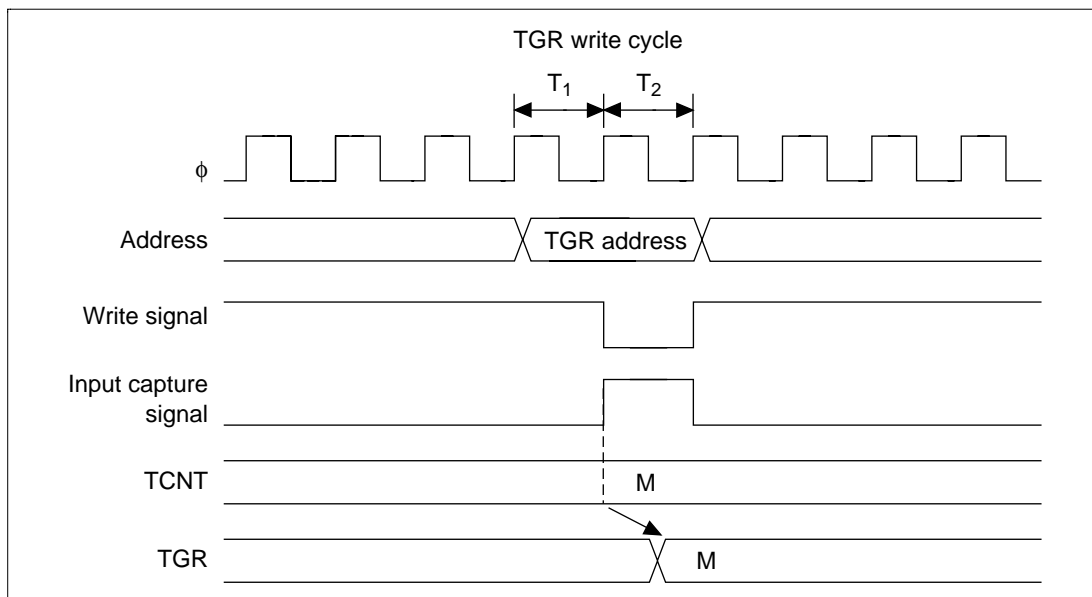 TGR write cycle
T1 T2
φ
Address TGR address
Write signal
Input capture
signal
TCNT M
TGR M